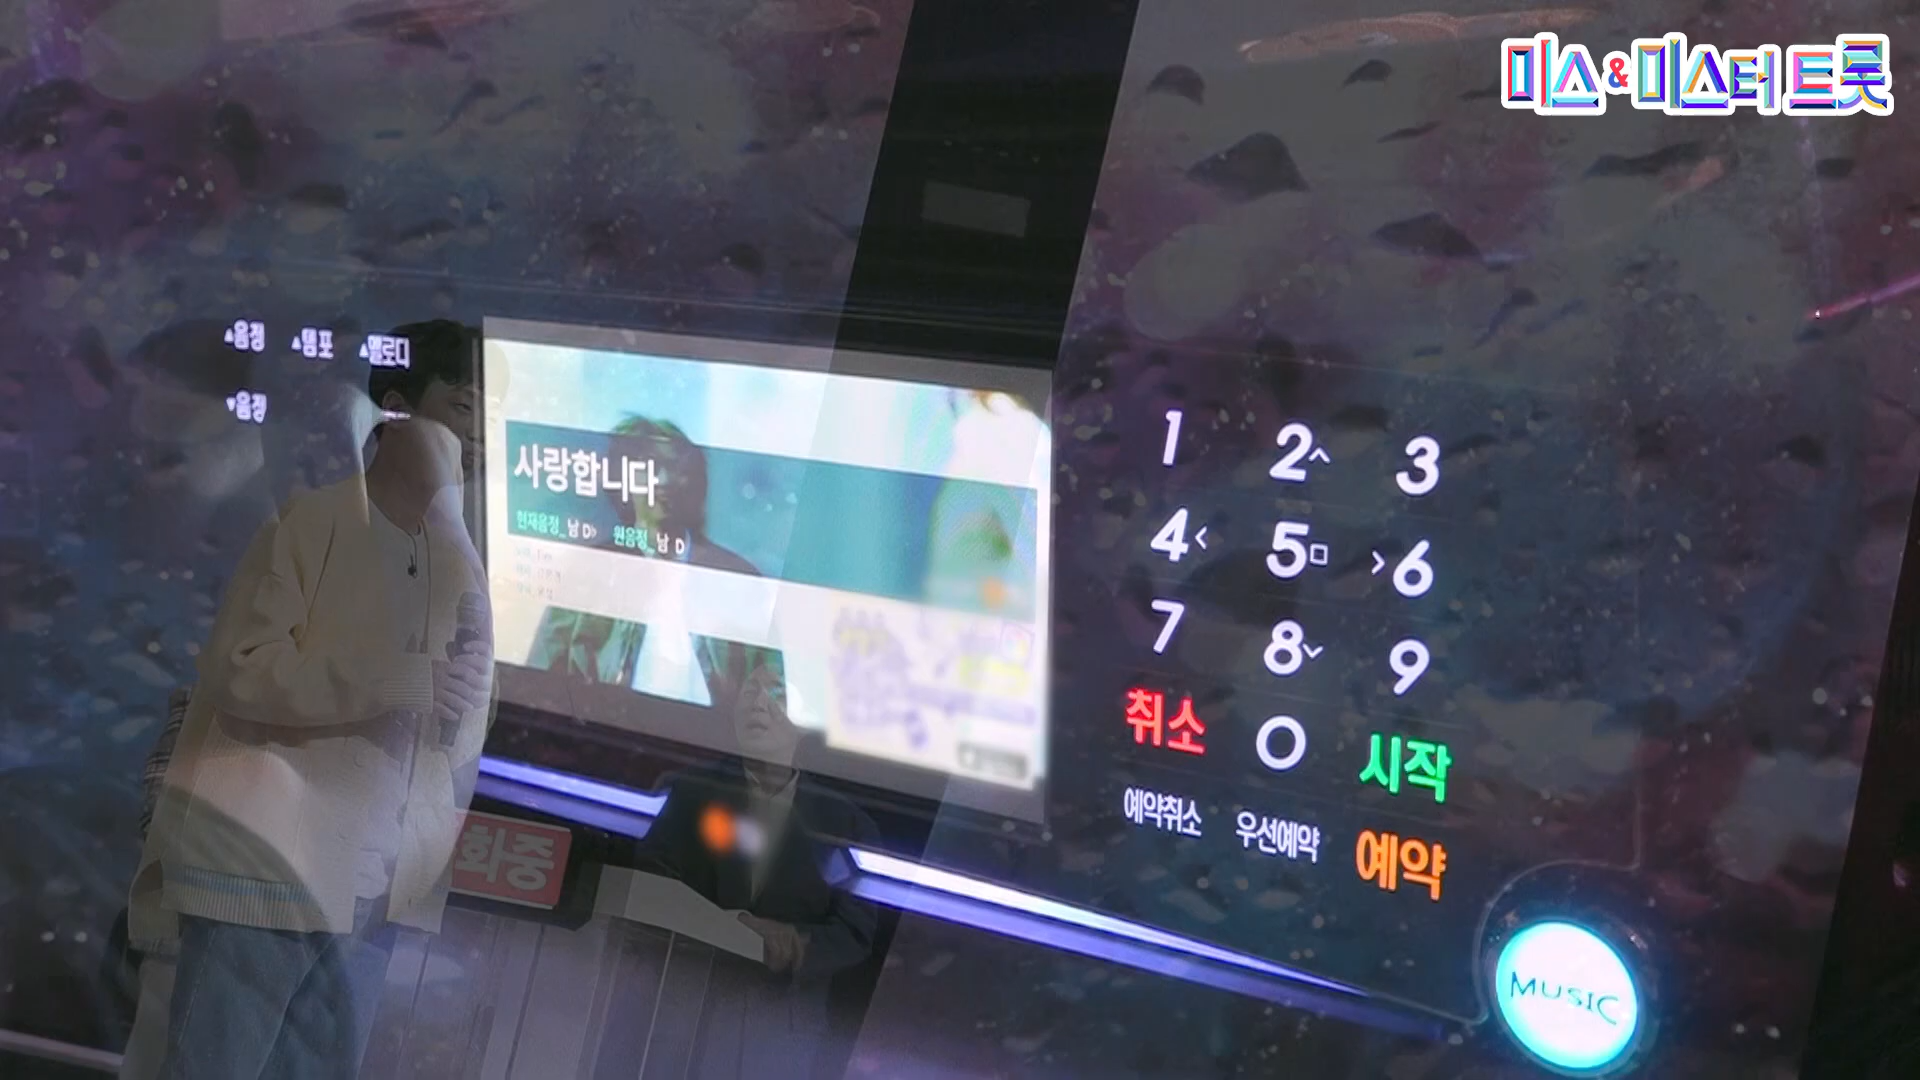 미스&미스터트롯
▲음정 ▲템포 ▲멜로디
▼음정
사랑합니다
현재음정_남 D♭ 원음정_남 D
1 2^ 3
4< 5□ >6
7 8⌄ 9
취소 0 시작
예약취소 우선예약 예약
화중
MUSIC